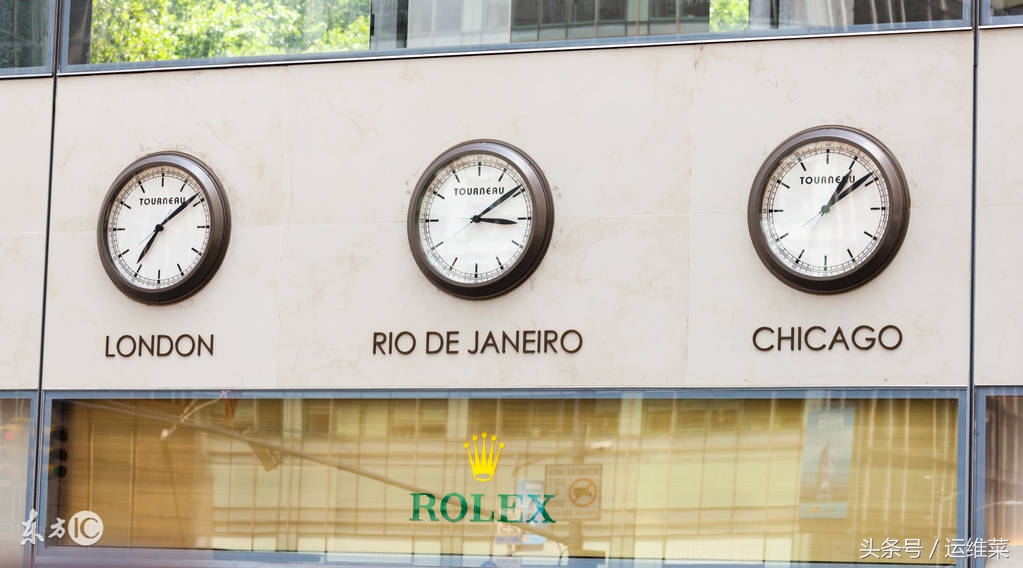 TOURNEAU
TOURNEAU
TOURNEAU
LONDON
RIO DE JANEIRO
CHICAGO
ROLEX
东方IC
头条号 / 运维菜